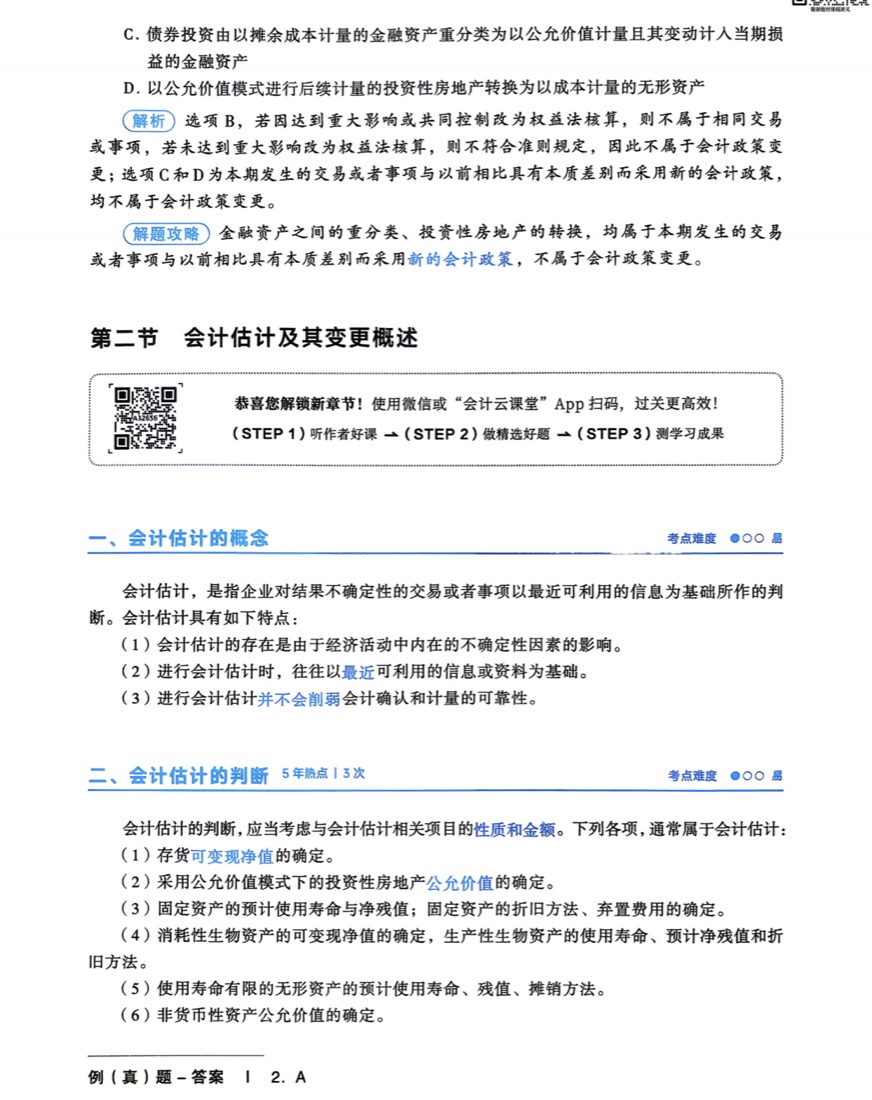 C. 债券投资由以摊余成本计量的金融资产重分类为以公允价值计量且其变动计入当期损
益的金融资产
D. 以公允价值模式进行后续计量的投资性房地产转换为以成本计量的无形资产
解析 选项 B，若因达到重大影响或共同控制改为权益法核算，则不属于相同交易
或事项，若未达到重大影响改为权益法核算，则不符合准则规定，因此不属于会计政策变
更；选项 C 和 D 为本期发生的交易或者事项与以前相比具有本质差别而采用新的会计政策，
均不属于会计政策变更。
解题攻略 金融资产之间的重分类、投资性房地产的转换，均属于本期发生的交易
或者事项与以前相比具有本质差别而采用新的会计政策，不属于会计政策变更。
第二节 会计估计及其变更概述
恭喜您解锁新章节！使用微信或“会计云课堂”App 扫码，过关更高效！
（STEP 1）听作者好课 ⇀（STEP 2）做精选好题 ⇀（STEP 3）测学习成果
一、会计估计的概念 考点难度 ●○○ 易
会计估计，是指企业对结果不确定性的交易或者事项以最近可利用的信息为基础所作的判
断。会计估计具有如下特点：
（1）会计估计的存在是由于经济活动中内在的不确定性因素的影响。
（2）进行会计估计时，往往以最近可利用的信息或资料为基础。
（3）进行会计估计并不会削弱会计确认和计量的可靠性。
二、会计估计的判断 5 年热点 | 3 次 考点难度 ●○○ 易
会计估计的判断，应当考虑与会计估计相关项目的性质和金额。下列各项，通常属于会计估计：
（1）存货可变现净值的确定。
（2）采用公允价值模式下的投资性房地产公允价值的确定。
（3）固定资产的预计使用寿命与净残值；固定资产的折旧方法、弃置费用的确定。
（4）消耗性生物资产的可变现净值的确定，生产性生物资产的使用寿命、预计净残值和折
旧方法。
（5）使用寿命有限的无形资产的预计使用寿命、残值、摊销方法。
（6）非货币性资产公允价值的确定。
例（真）题 – 答案 | 2. A